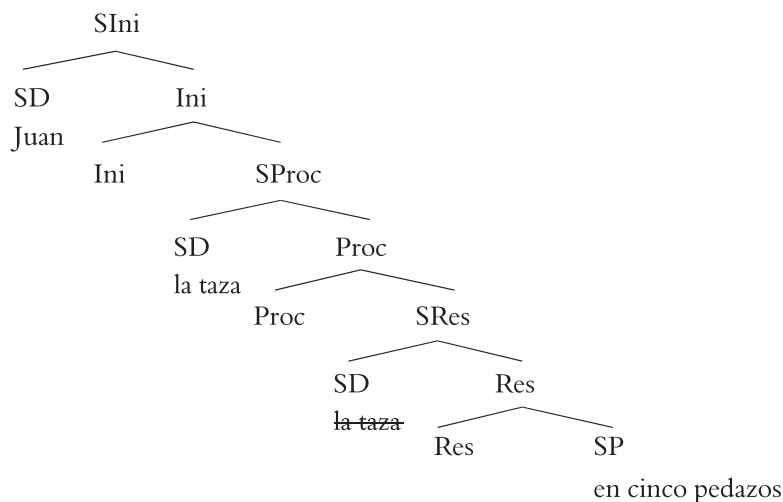 SIni
SD Ini
Juan
Ini SProc
SD Proc
la taza
Proc SRes
SD Res
la taza
Res SP
en cinco pedazos